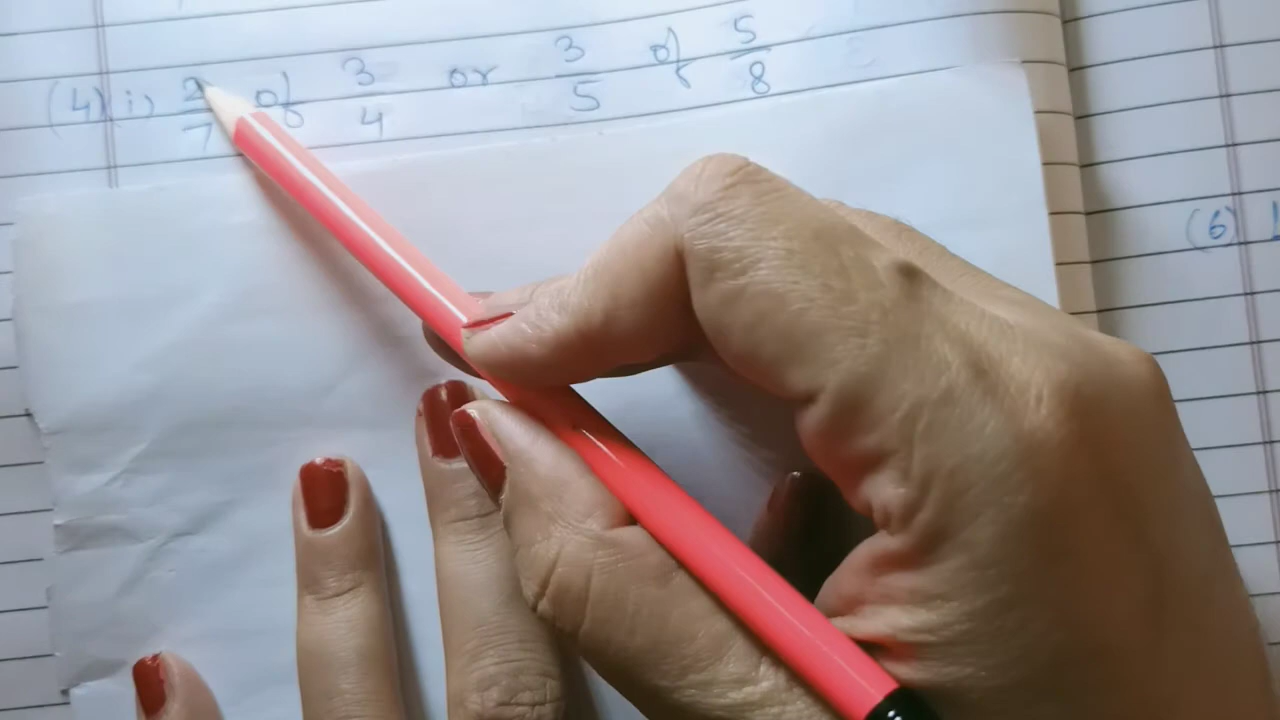 (4) (i) 2/7 of 3/4 or 3/5 of 5/8
(6)